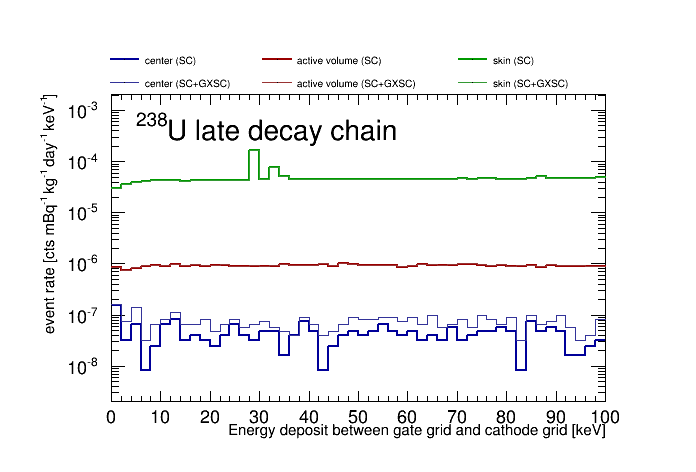 center (SC) active volume (SC) skin (SC)
center (SC+GXSC) active volume (SC+GXSC) skin (SC+GXSC)
event rate [cts mBq⁻¹ kg⁻¹ day⁻¹ keV⁻¹]
²³⁸U late decay chain
10⁻³
10⁻⁴
10⁻⁵
10⁻⁶
10⁻⁷
10⁻⁸
0 10 20 30 40 50 60 70 80 90 100
Energy deposit between gate grid and cathode grid [keV]